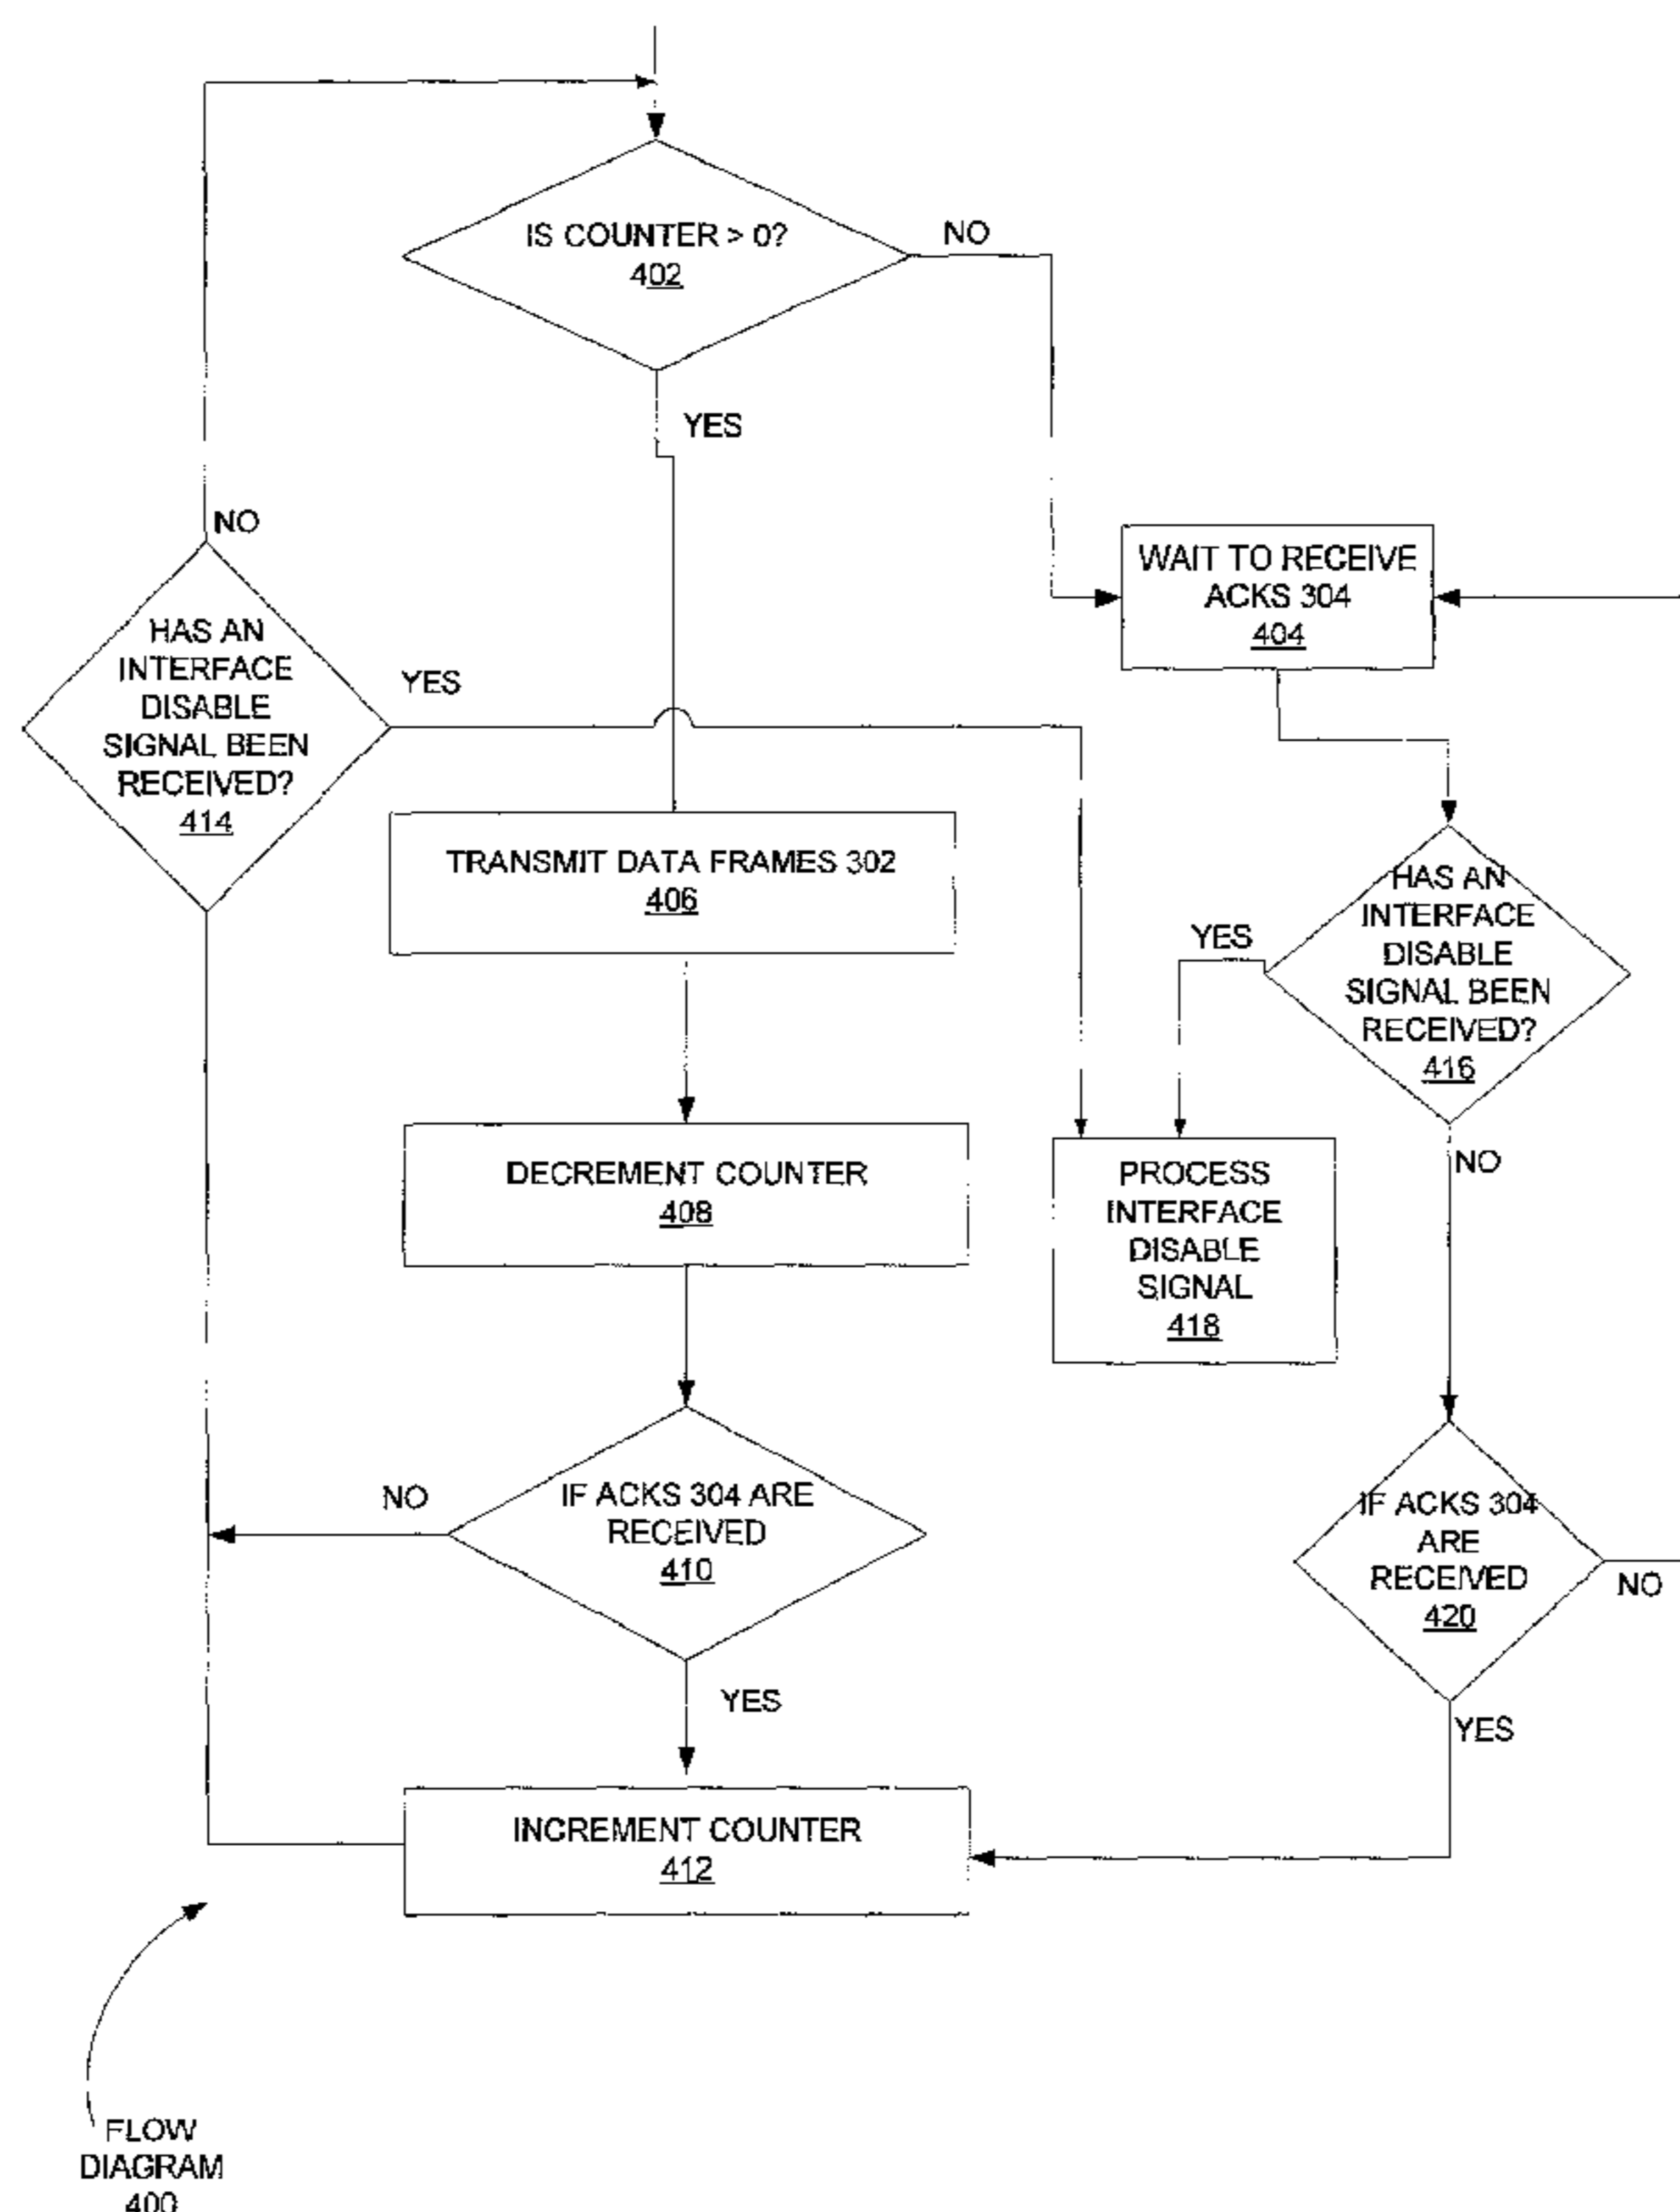 IS COUNTER > 0?
402
NO
YES
NO
WAIT TO RECEIVE
ACKS 304
404
HAS AN
INTERFACE
DISABLE
SIGNAL BEEN
RECEIVED?
414
YES
TRANSMIT DATA FRAMES 302
406
HAS AN
INTERFACE
DISABLE
SIGNAL BEEN
RECEIVED?
416
YES
NO
DECREMENT COUNTER
408
PROCESS
INTERFACE
DISABLE
SIGNAL
418
IF ACKS 304 ARE
RECEIVED
410
NO
YES
IF ACKS 304
ARE
RECEIVED
420
NO
YES
INCREMENT COUNTER
412
FLOW
DIAGRAM
400